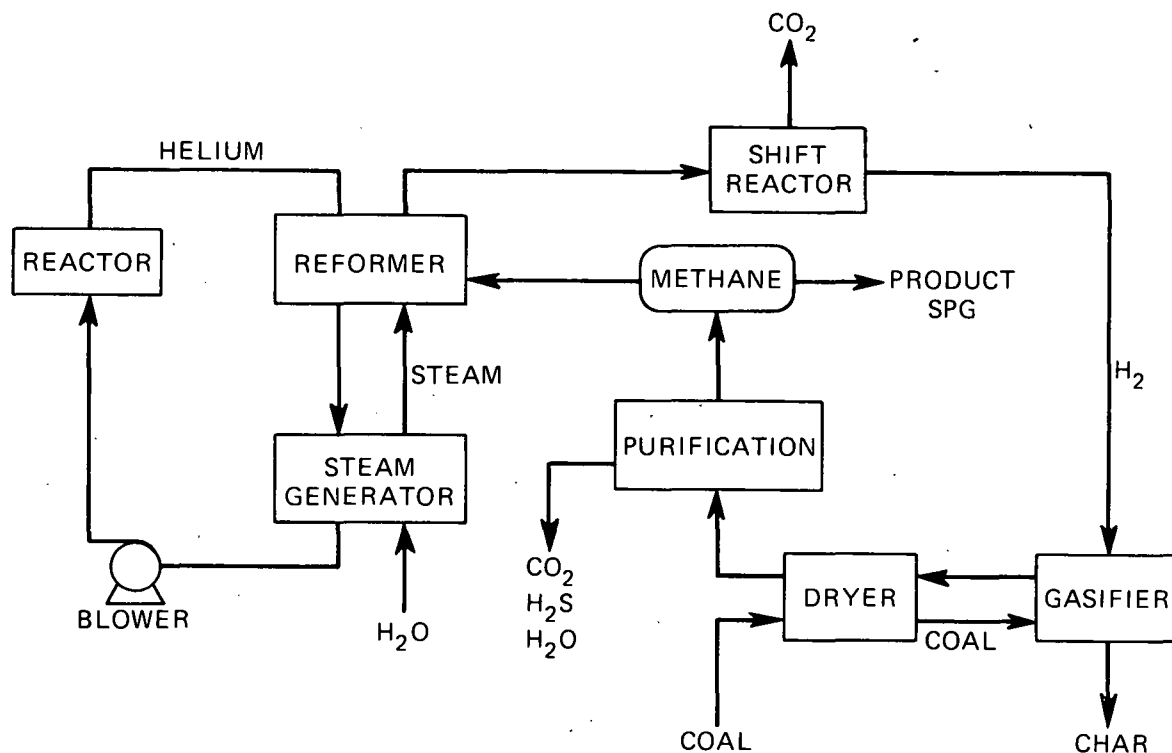 CO₂
HELIUM
SHIFT
REACTOR
REACTOR
REFORMER
METHANE
PRODUCT
SPG
STEAM
H₂
PURIFICATION
STEAM
GENERATOR
CO₂
H₂S
H₂O
DRYER
GASIFIER
BLOWER
H₂O
COAL
COAL
CHAR